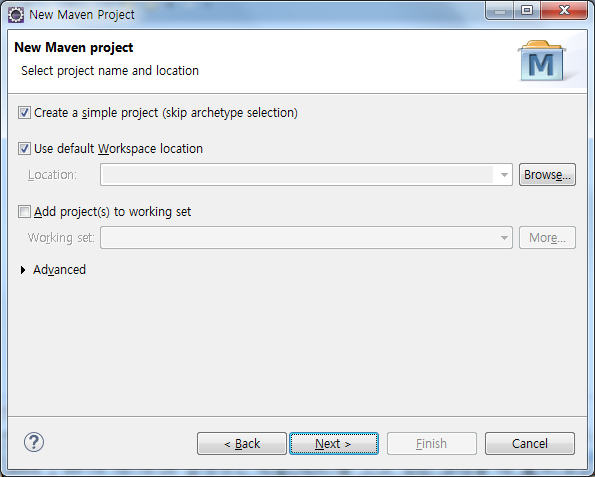 New Maven Project
New Maven project
Select project name and location
M
Create a simple project (skip archetype selection)
Use default Workspace location
Location:
Browse...
Add project(s) to working set
Working set:
More...
Advanced
?
< Back
Next >
Finish
Cancel